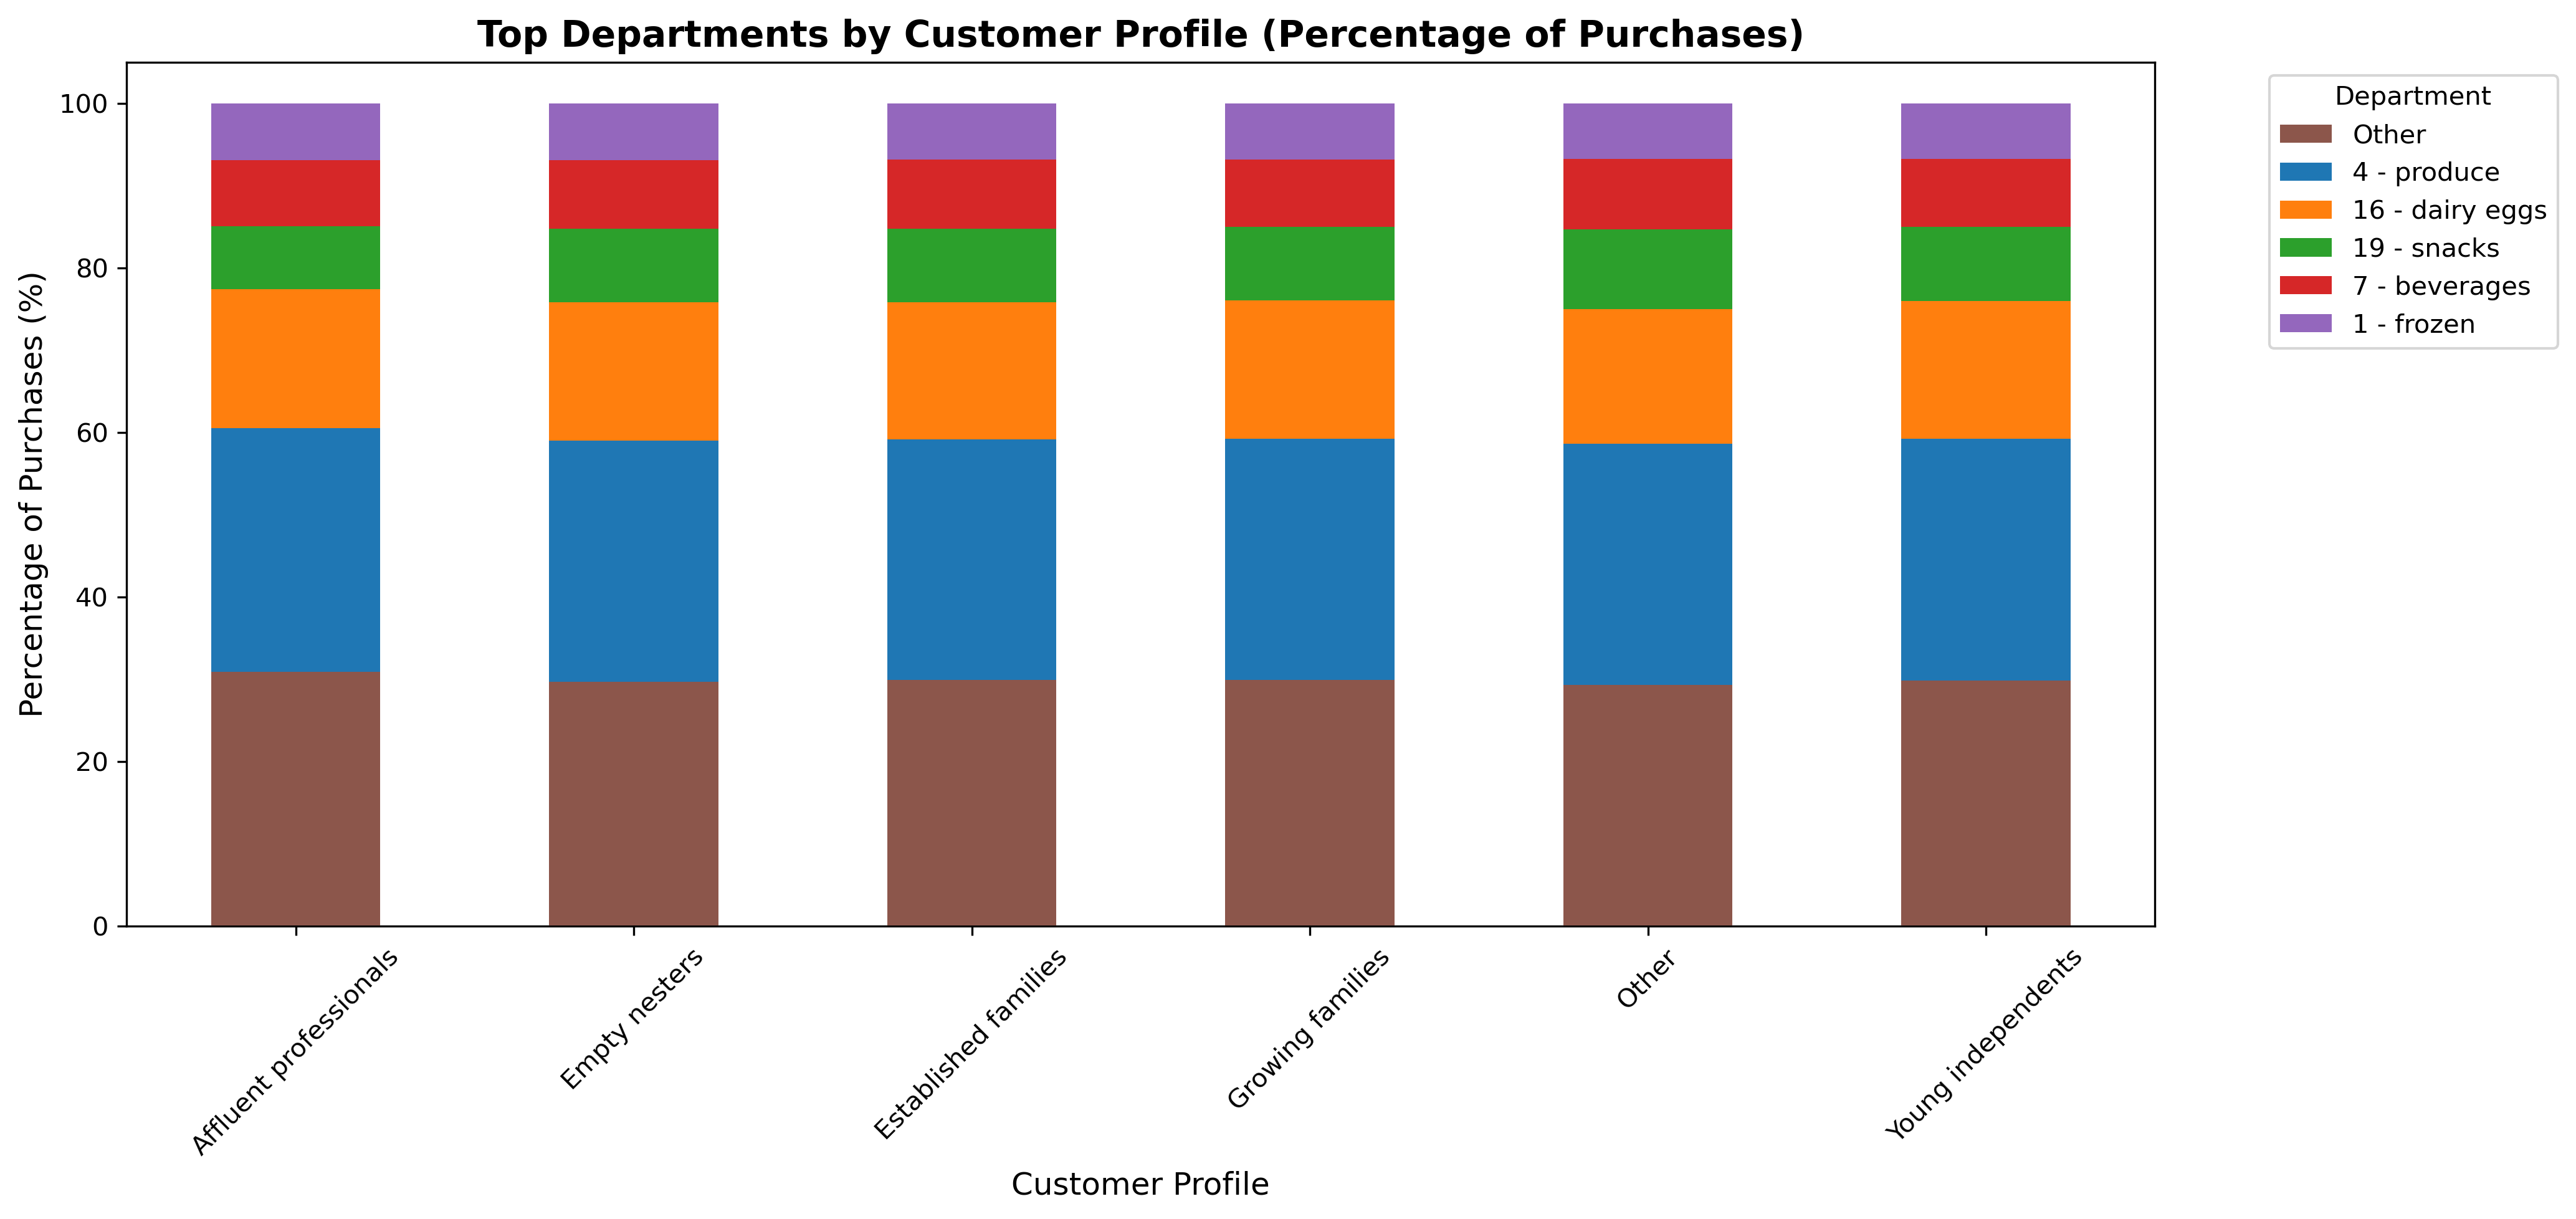 Top Departments by Customer Profile (Percentage of Purchases)
Percentage of Purchases (%)
100
80
60
40
20
0
Affluent professionals
Empty nesters
Established families
Growing families
Other
Young independents
Customer Profile
Department
Other
4 - produce
16 - dairy eggs
19 - snacks
7 - beverages
1 - frozen